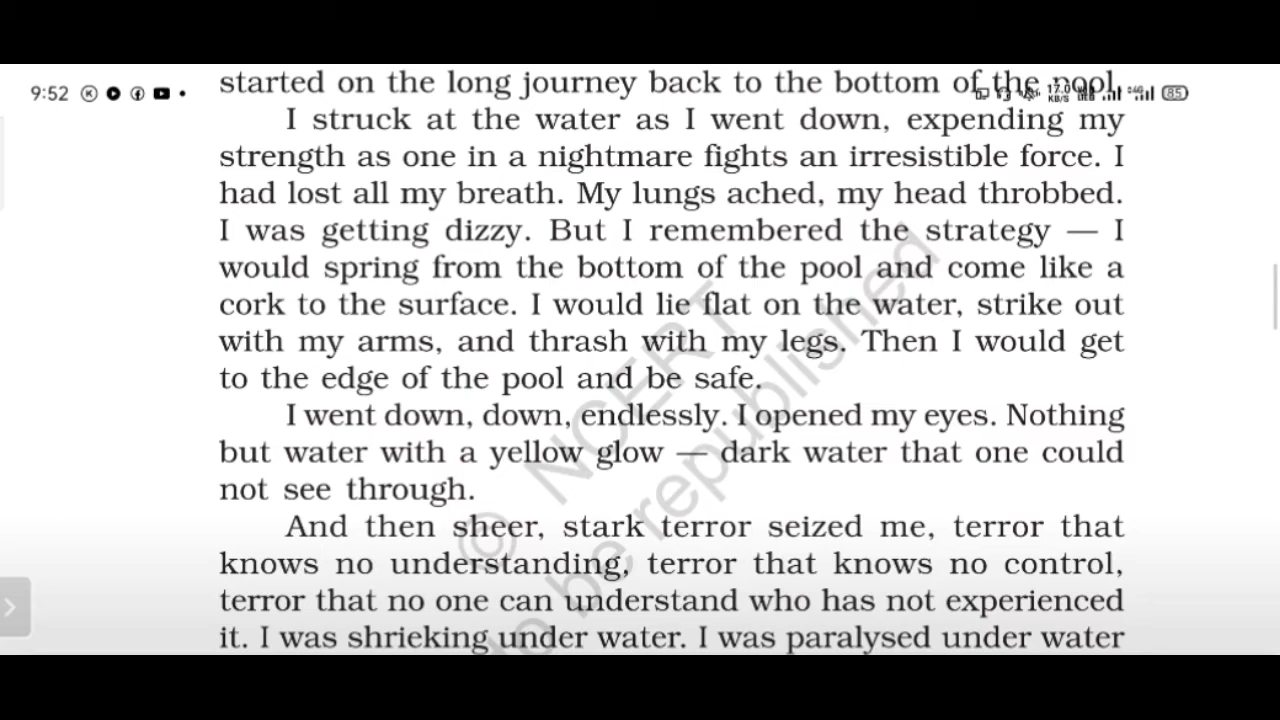 started on the long journey back to the bottom of the pool.
9:52
17.0 KB/S
85
I struck at the water as I went down, expending my
strength as one in a nightmare fights an irresistible force. I
had lost all my breath. My lungs ached, my head throbbed.
I was getting dizzy. But I remembered the strategy — I
would spring from the bottom of the pool and come like a
cork to the surface. I would lie flat on the water, strike out
with my arms, and thrash with my legs. Then I would get
to the edge of the pool and be safe.
I went down, down, endlessly. I opened my eyes. Nothing
but water with a yellow glow — dark water that one could
not see through.
And then sheer, stark terror seized me, terror that
knows no understanding, terror that knows no control,
terror that no one can understand who has not experienced
it. I was shrieking under water. I was paralysed under water
© NCERT
to be republished